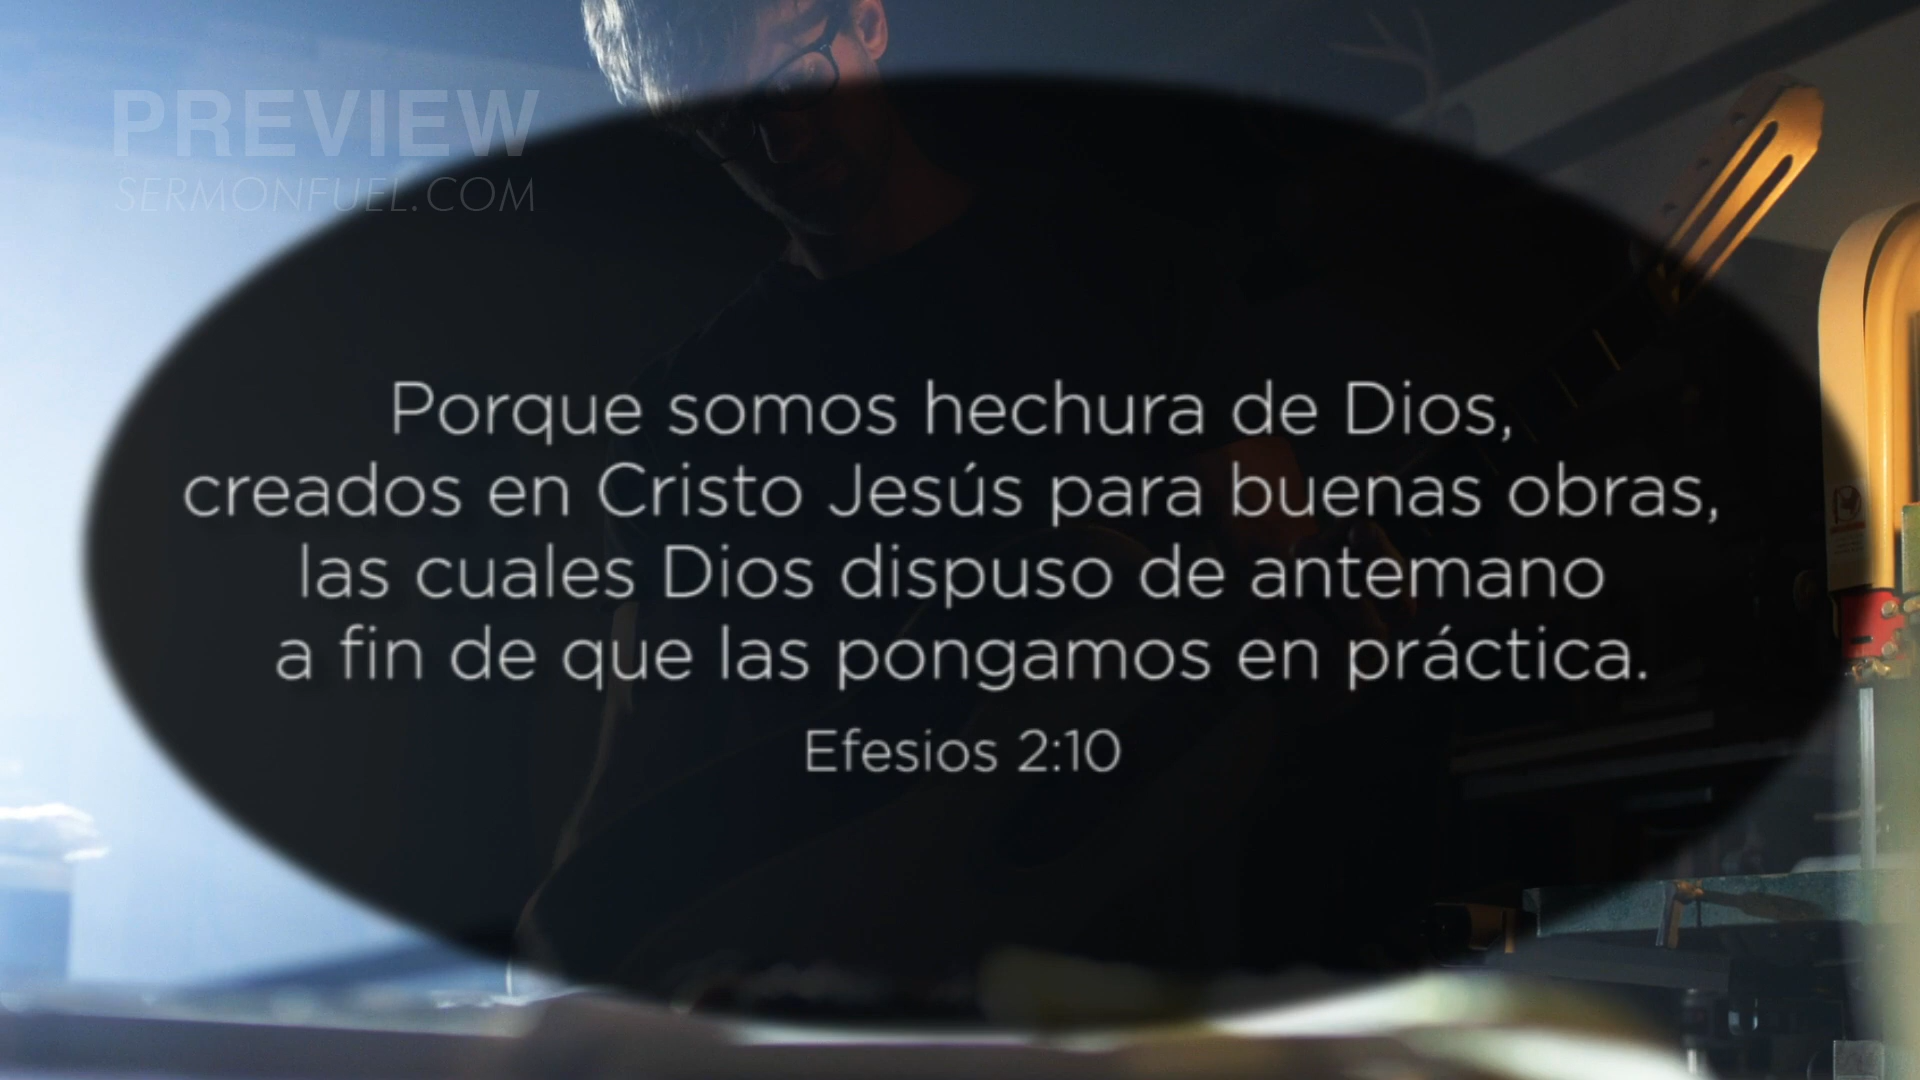 PREVIEW
SERMONFUEL.COM
Porque somos hechura de Dios,
creados en Cristo Jesús para buenas obras,
las cuales Dios dispuso de antemano
a fin de que las pongamos en práctica.
Efesios 2:10